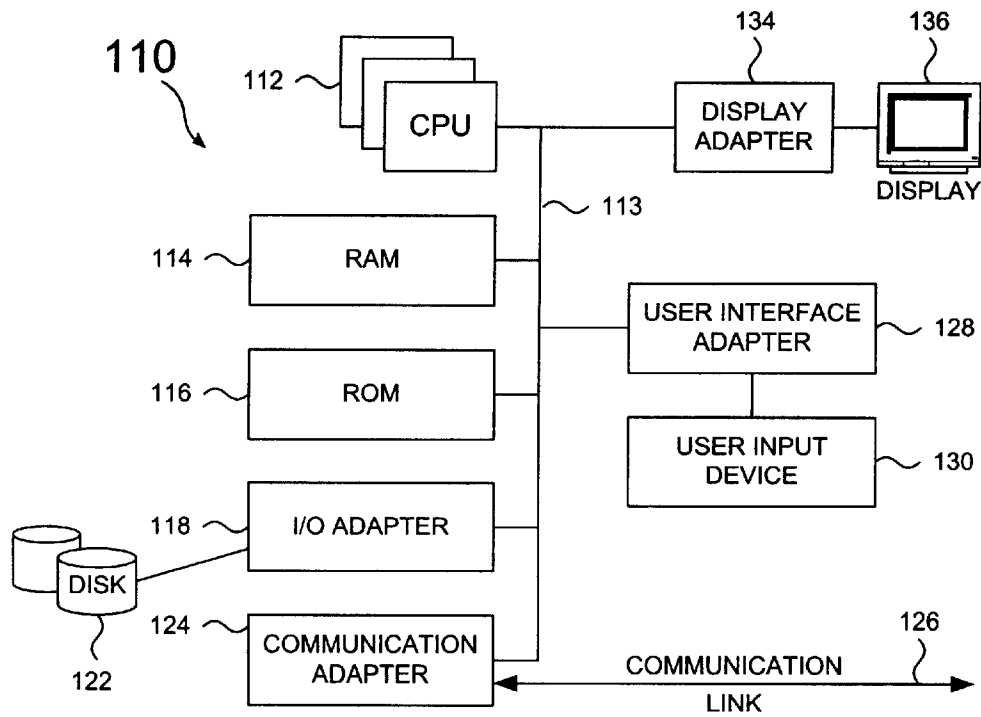 110
112
CPU
134
DISPLAY
ADAPTER
136
DISPLAY
113
114
RAM
USER INTERFACE
ADAPTER
128
116
ROM
USER INPUT
DEVICE
130
118
I/O ADAPTER
DISK
122
124
COMMUNICATION
ADAPTER
COMMUNICATION
LINK
126